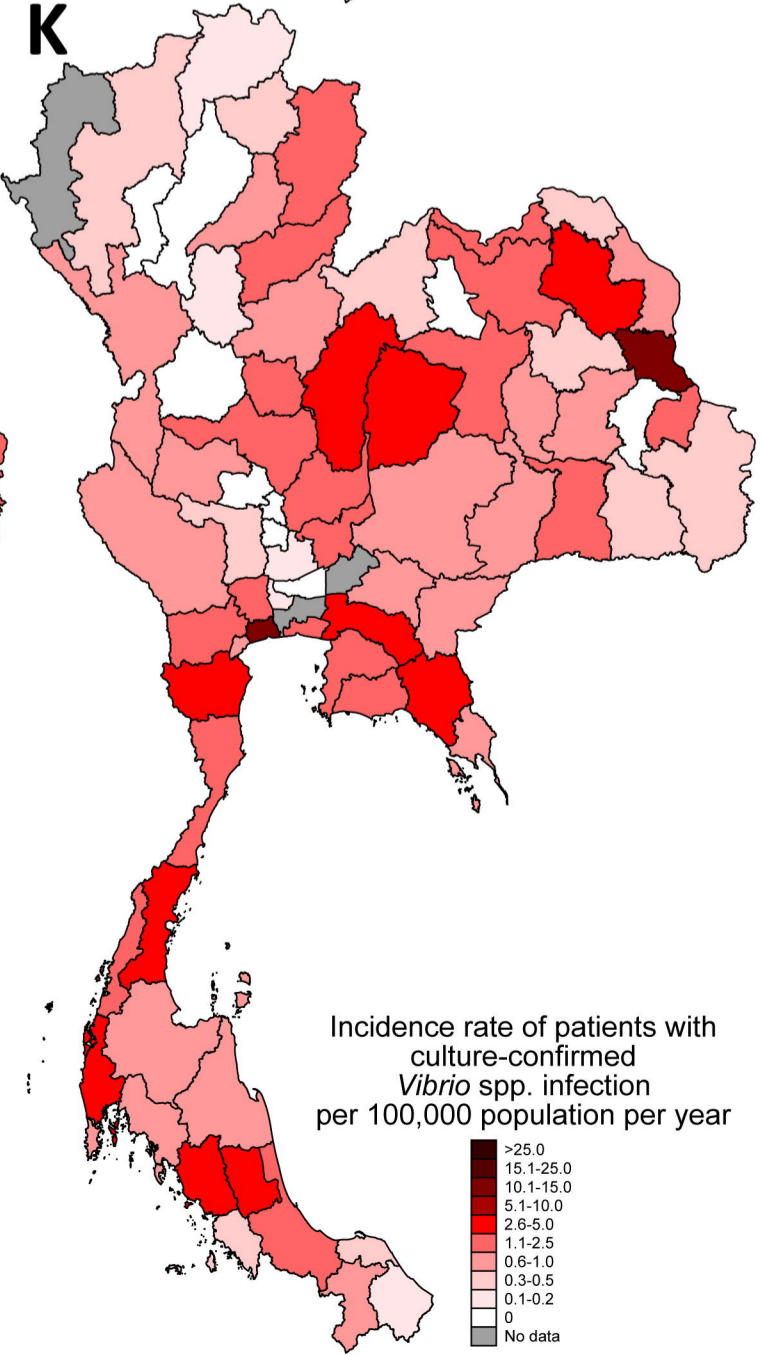 K
Incidence rate of patients with
culture-confirmed
Vibrio spp. infection
per 100,000 population per year
>25.0
15.1-25.0
10.1-15.0
5.1-10.0
2.6-5.0
1.1-2.5
0.6-1.0
0.3-0.5
0.1-0.2
0
No data